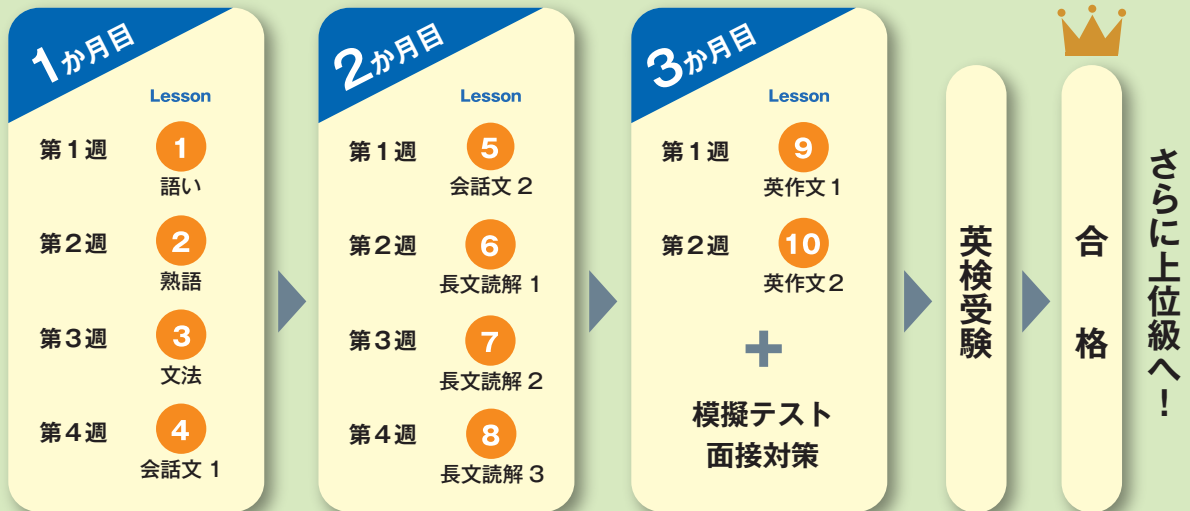 1か月目
Lesson
第1週
1
語い
第2週
2
熟語
第3週
3
文法
第4週
4
会話文 1
2か月目
Lesson
第1週
5
会話文 2
第2週
6
長文読解 1
第3週
7
長文読解 2
第4週
8
長文読解 3
3か月目
Lesson
第1週
9
英作文 1
第2週
10
英作文 2
+
模擬テスト
面接対策
英検受験
合格
さらに上位級へ！